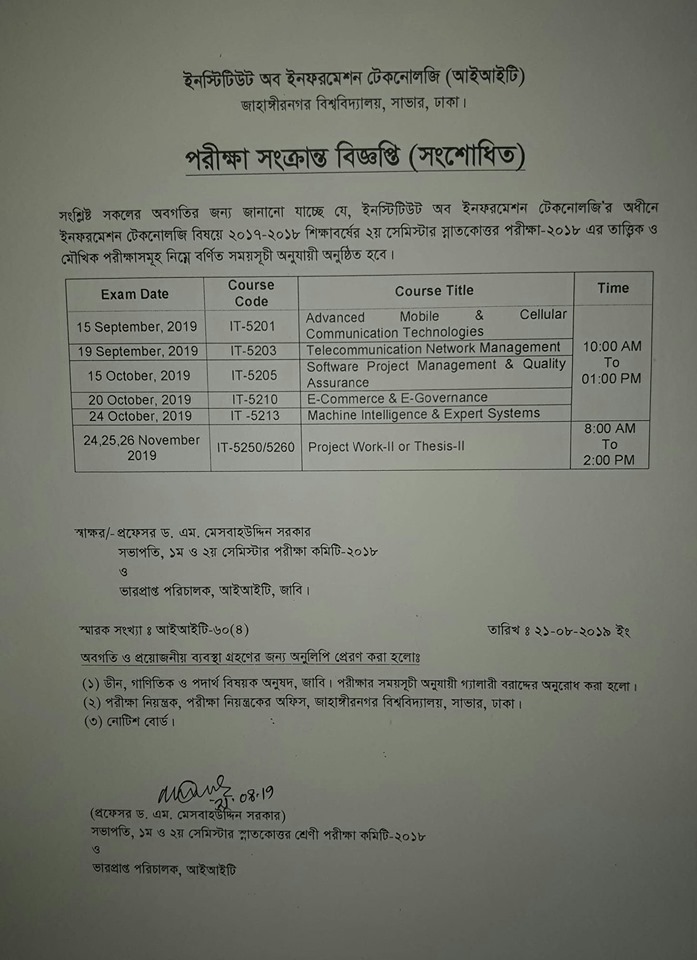 ইনস্টিটিউট অব ইনফরমেশন টেকনোলজি (আইআইটি)
জাহাঙ্গীরনগর বিশ্ববিদ্যালয়, সাভার, ঢাকা।
পরীক্ষা সংক্রান্ত বিজ্ঞপ্তি (সংশোধিত)
সংশ্লিষ্ট সকলের অবগতির জন্য জানানো যাচ্ছে যে, ইনস্টিটিউট অব ইনফরমেশন টেকনোলজি'র অধীনে
ইনফরমেশন টেকনোলজি বিষয়ে ২০১৭-২০১৮ শিক্ষাবর্ষের ২য় সেমিস্টার স্নাতকোত্তর পরীক্ষা-২০১৮ এর তাত্ত্বিক ও
মৌখিক পরীক্ষাসমূহ নিম্নে বর্ণিত সময়সূচী অনুযায়ী অনুষ্ঠিত হবে।
Exam Date Course Code Course Title Time
15 September, 2019 IT-5201 Advanced Mobile & Cellular
Communication Technologies
19 September, 2019 IT-5203 Telecommunication Network Management
15 October, 2019 IT-5205 Software Project Management & Quality
Assurance
20 October, 2019 IT-5210 E-Commerce & E-Governance
24 October, 2019 IT -5213 Machine Intelligence & Expert Systems
10:00 AM
To
01:00 PM
24,25,26 November
2019
IT-5250/5260 Project Work-II or Thesis-II
8:00 AM
To
2:00 PM
স্বাক্ষর/- প্রফেসর ড. এম. মেসবাহউদ্দিন সরকার
সভাপতি, ১ম ও ২য় সেমিস্টার পরীক্ষা কমিটি-২০১৮
ও
ভারপ্রাপ্ত পরিচালক, আইআইটি, জাবি।
স্মারক সংখ্যা ঃ আইআইটি-৬০(৪) তারিখ ঃ ২১-০৮-২০১৯ ইং
অবগতি ও প্রয়োজনীয় ব্যবস্থা গ্রহণের জন্য অনুলিপি প্রেরণ করা হলোঃ
(১) ডীন, গাণিতিক ও পদার্থ বিষয়ক অনুষদ, জাবি। পরীক্ষার সময়সূচী অনুযায়ী গ্যালারী বরাদ্দের অনুরোধ করা হলো।
(২) পরীক্ষা নিয়ন্ত্রক, পরীক্ষা নিয়ন্ত্রকের অফিস, জাহাঙ্গীরনগর বিশ্ববিদ্যালয়, সাভার, ঢাকা।
(৩) নোটিশ বোর্ড।
21.08.19
(প্রফেসর ড. এম. মেসবাহউদ্দিন সরকার)
সভাপতি, ১ম ও ২য় সেমিস্টার স্নাতকোত্তর শ্রেণী পরীক্ষা কমিটি-২০১৮
ও
ভারপ্রাপ্ত পরিচালক, আইআইটি